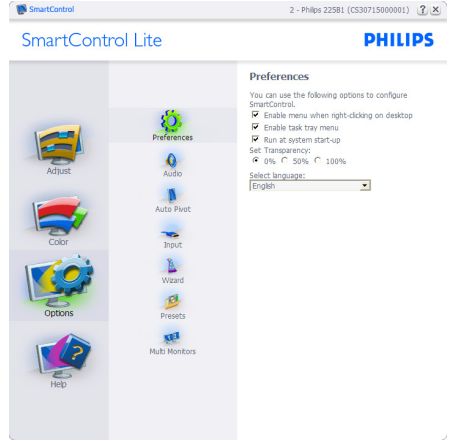 SmartControl
2 - Philips 225B1 (CS30715000001)
SmartControl Lite
PHILIPS
Adjust
Color
Options
Help
Preferences
Audio
Auto Pivot
Input
Wizard
Presets
Multi Monitors
Preferences
You can use the following options to configure
SmartControl.
Enable menu when right-clicking on desktop
Enable task tray menu
Run at system start-up
Set Transparency:
0% 50% 100%
Select language:
English